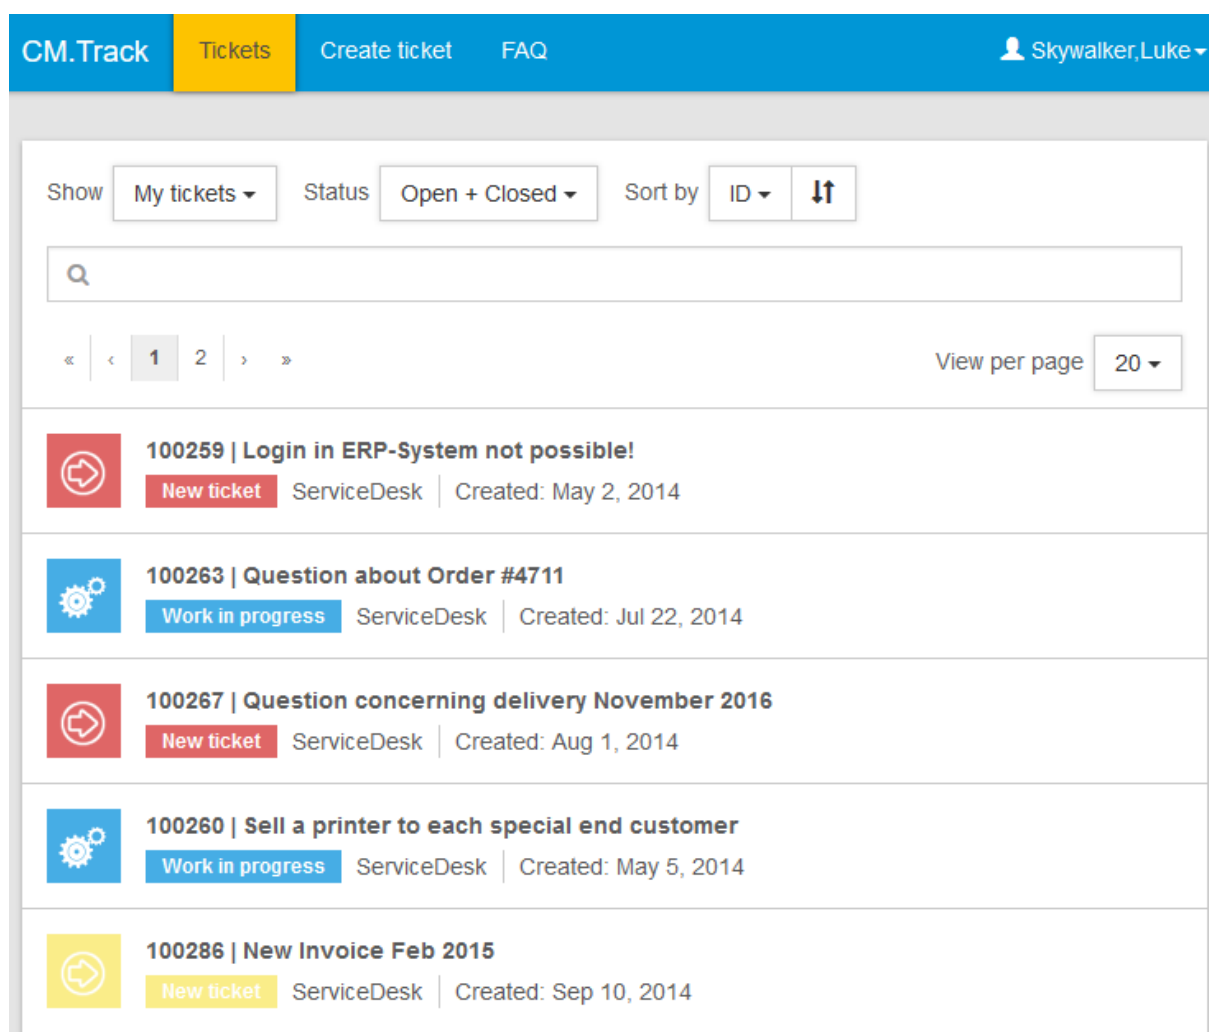 CM.Track Tickets Create ticket FAQ Skywalker,Luke
Show My tickets Status Open + Closed Sort by ID
« ‹ 1 2 › » View per page 20
100259 | Login in ERP-System not possible!
New ticket ServiceDesk Created: May 2, 2014
100263 | Question about Order #4711
Work in progress ServiceDesk Created: Jul 22, 2014
100267 | Question concerning delivery November 2016
New ticket ServiceDesk Created: Aug 1, 2014
100260 | Sell a printer to each special end customer
Work in progress ServiceDesk Created: May 5, 2014
100286 | New Invoice Feb 2015
New ticket ServiceDesk Created: Sep 10, 2014